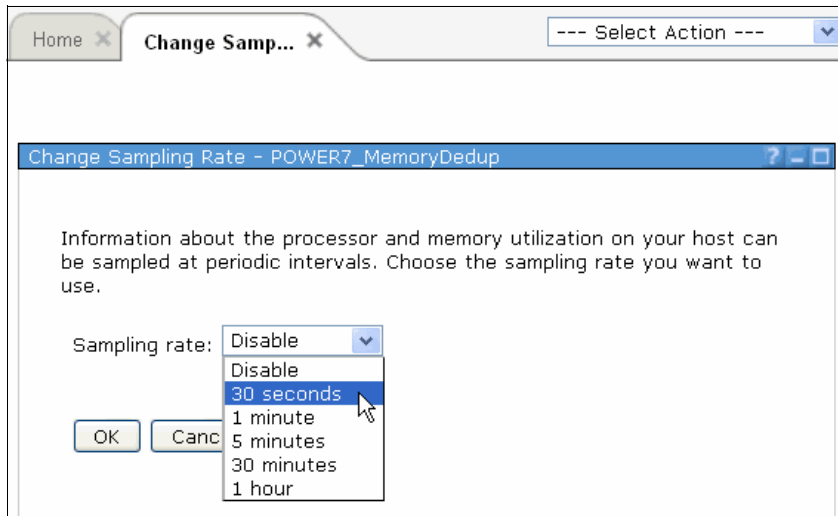 Home
Change Samp...
--- Select Action ---
Change Sampling Rate - POWER7_MemoryDedup
?
Information about the processor and memory utilization on your host can
be sampled at periodic intervals. Choose the sampling rate you want to
use.
Sampling rate: Disable
Disable
30 seconds
1 minute
5 minutes
30 minutes
1 hour
OK
Canc